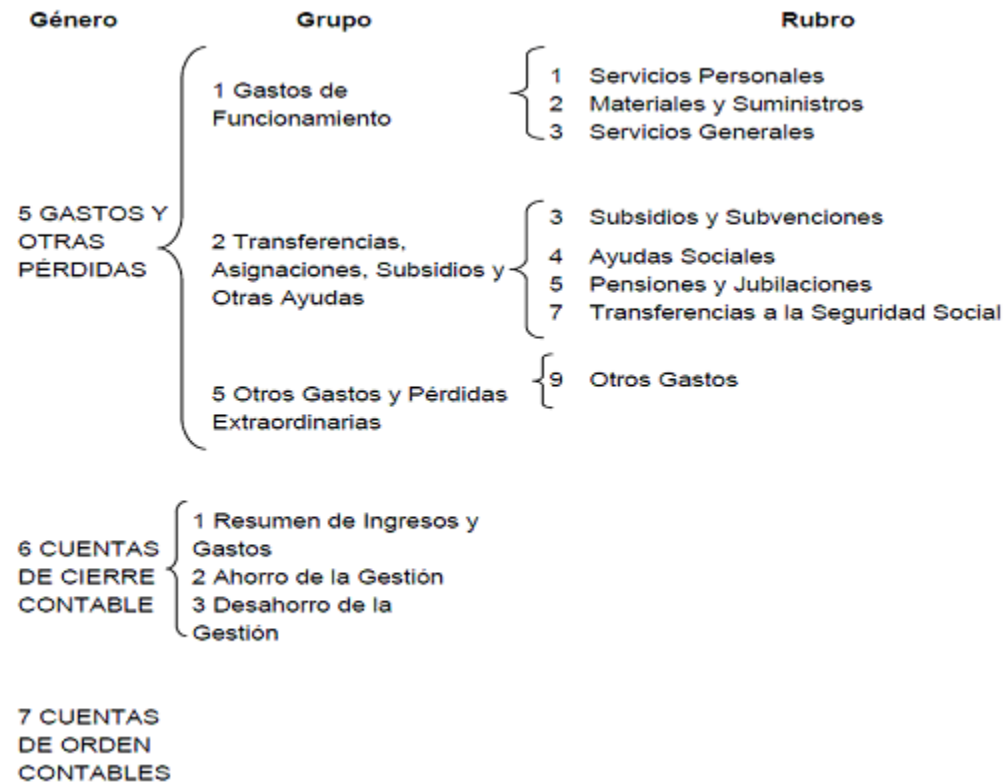 Género Grupo Rubro
1 Gastos de
Funcionamiento
1 Servicios Personales
2 Materiales y Suministros
3 Servicios Generales
5 GASTOS Y
OTRAS
PÉRDIDAS
2 Transferencias,
Asignaciones, Subsidios y
Otras Ayudas
3 Subsidios y Subvenciones
4 Ayudas Sociales
5 Pensiones y Jubilaciones
7 Transferencias a la Seguridad Social
5 Otros Gastos y Pérdidas
Extraordinarias
9 Otros Gastos
6 CUENTAS
DE CIERRE
CONTABLE
1 Resumen de Ingresos y
Gastos
2 Ahorro de la Gestión
3 Desahorro de la
Gestión
7 CUENTAS
DE ORDEN
CONTABLES